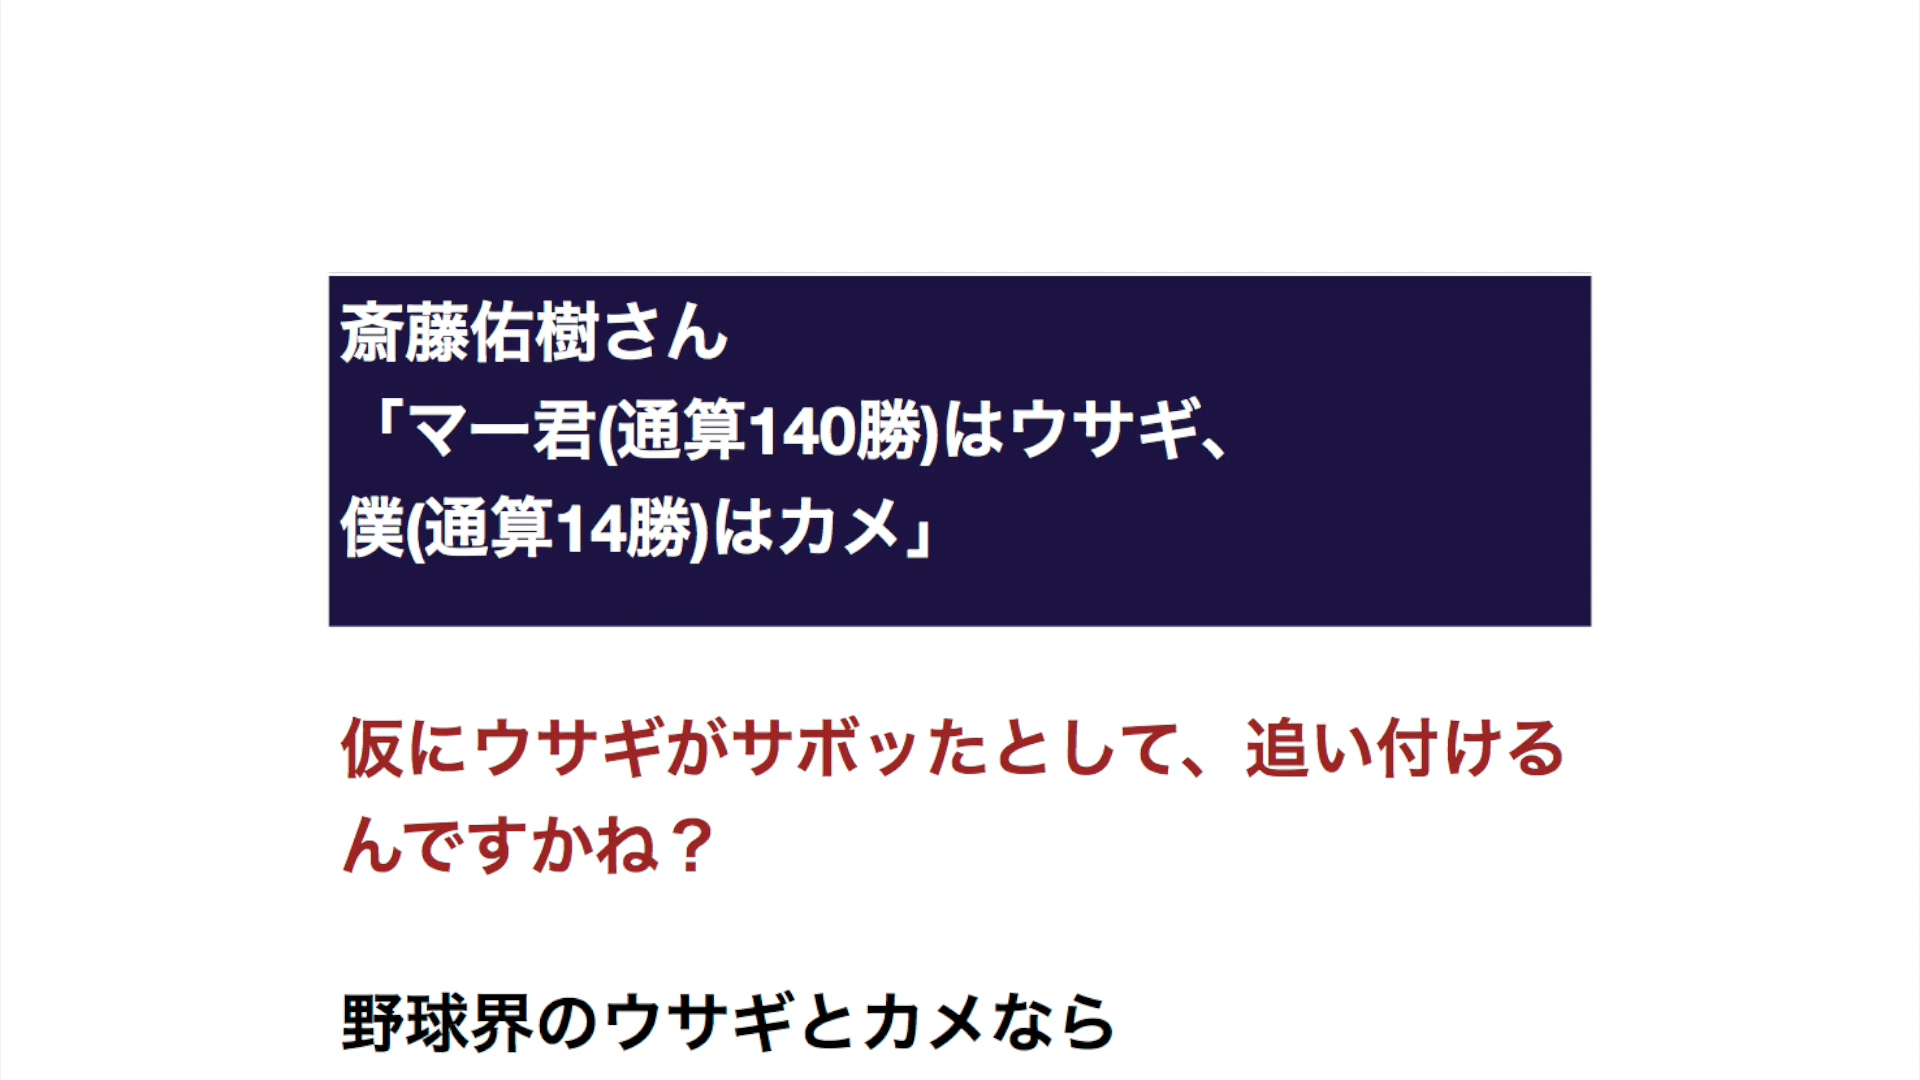 斎藤佑樹さん
「マー君(通算140勝)はウサギ、
僕(通算14勝)はカメ」
仮にウサギがサボッたとして、追い付ける
んですかね？
野球界のウサギとカメなら